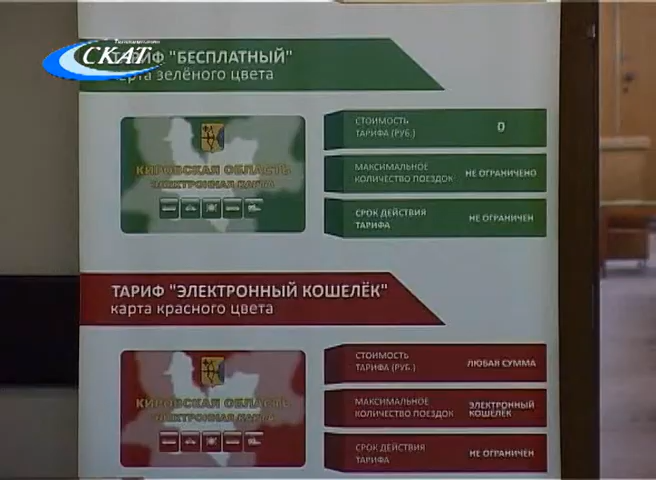 СКАТ
ТАРИФ "БЕСПЛАТНЫЙ"
карта зелёного цвета
КИРОВСКАЯ ОБЛАСТЬ
ЭЛЕКТРОННАЯ КАРТА
СТОИМОСТЬ
ТАРИФА (РУБ.)
0
МАКСИМАЛЬНОЕ
КОЛИЧЕСТВО ПОЕЗДОК
НЕ ОГРАНИЧЕНО
СРОК ДЕЙСТВИЯ
ТАРИФА
НЕ ОГРАНИЧЕН
ТАРИФ "ЭЛЕКТРОННЫЙ КОШЕЛЁК"
карта красного цвета
КИРОВСКАЯ ОБЛАСТЬ
ЭЛЕКТРОННАЯ КАРТА
СТОИМОСТЬ
ТАРИФА (РУБ.)
ЛЮБАЯ СУММА
МАКСИМАЛЬНОЕ
КОЛИЧЕСТВО ПОЕЗДОК
ЭЛЕКТРОННЫЙ
КОШЕЛЁК
СРОК ДЕЙСТВИЯ
ТАРИФА
НЕ ОГРАНИЧЕН